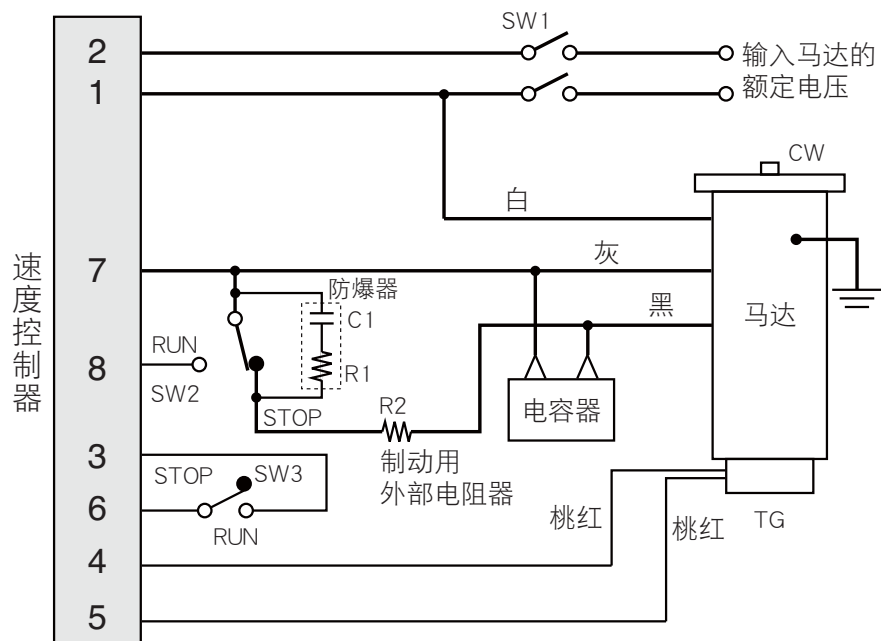 SW1
2
输入马达的
额定电压
1
CW
白
速度控制器
7
灰
防爆器
C1
马达
黑
RUN
8
R1
SW2
电容器
STOP
R2
3
制动用
外部电阻器
STOP
SW3
6
RUN
桃红
桃红
TG
4
5